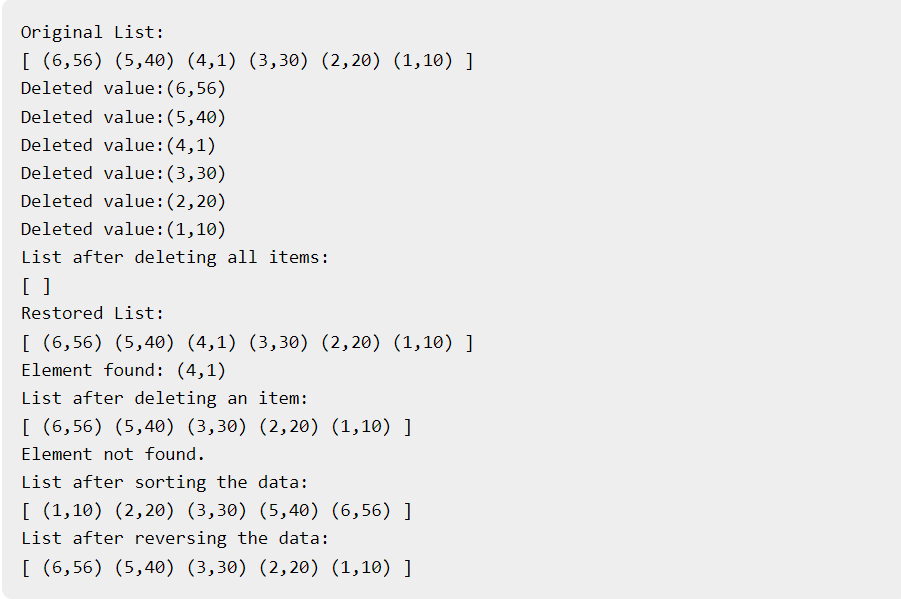 Original List:
[ (6,56) (5,40) (4,1) (3,30) (2,20) (1,10) ]
Deleted value:(6,56)
Deleted value:(5,40)
Deleted value:(4,1)
Deleted value:(3,30)
Deleted value:(2,20)
Deleted value:(1,10)
List after deleting all items:
[ ]
Restored List:
[ (6,56) (5,40) (4,1) (3,30) (2,20) (1,10) ]
Element found: (4,1)
List after deleting an item:
[ (6,56) (5,40) (3,30) (2,20) (1,10) ]
Element not found.
List after sorting the data:
[ (1,10) (2,20) (3,30) (5,40) (6,56) ]
List after reversing the data:
[ (6,56) (5,40) (3,30) (2,20) (1,10) ]